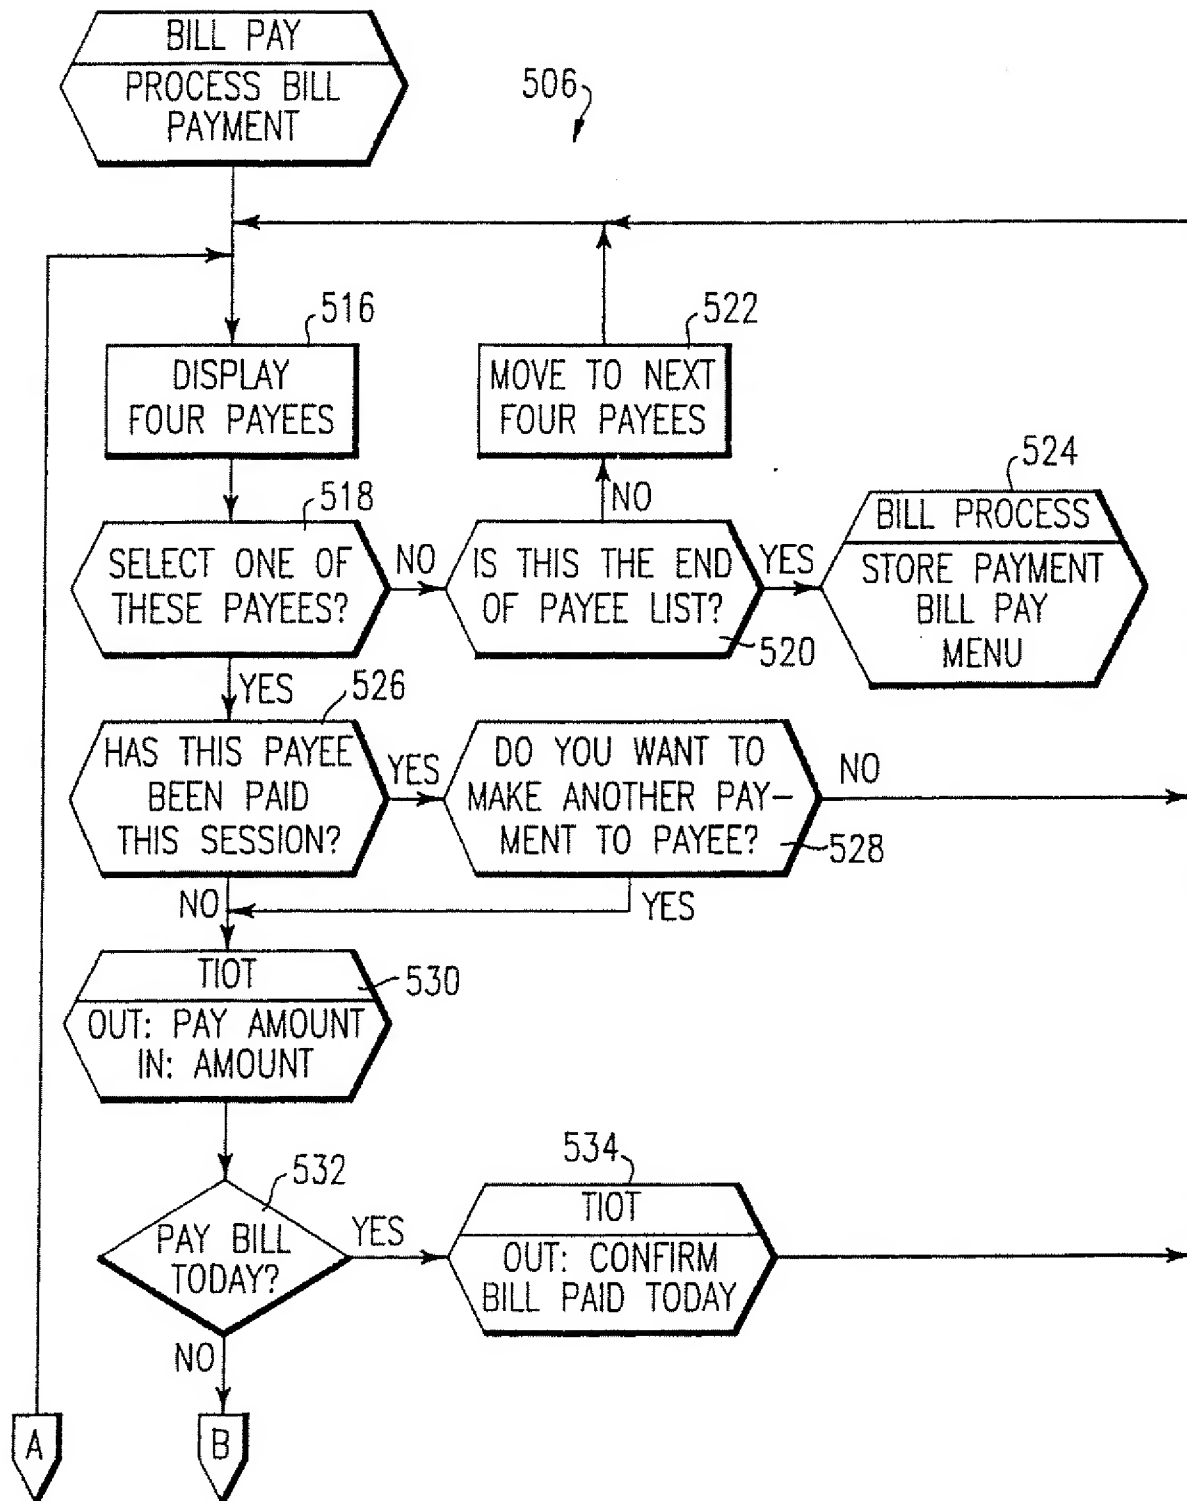 BILL PAY
PROCESS BILL
PAYMENT
506
516
DISPLAY
FOUR PAYEES
522
MOVE TO NEXT
FOUR PAYEES
NO
518
SELECT ONE OF
THESE PAYEES?
NO
IS THIS THE END
OF PAYEE LIST?
520
YES
524
BILL PROCESS
STORE PAYMENT
BILL PAY
MENU
YES
526
HAS THIS PAYEE
BEEN PAID
THIS SESSION?
YES
DO YOU WANT TO
MAKE ANOTHER PAY-
MENT TO PAYEE?
528
NO
NO
YES
TIOT
530
OUT: PAY AMOUNT
IN: AMOUNT
532
PAY BILL
TODAY?
YES
534
TIOT
OUT: CONFIRM
BILL PAID TODAY
NO
A
B